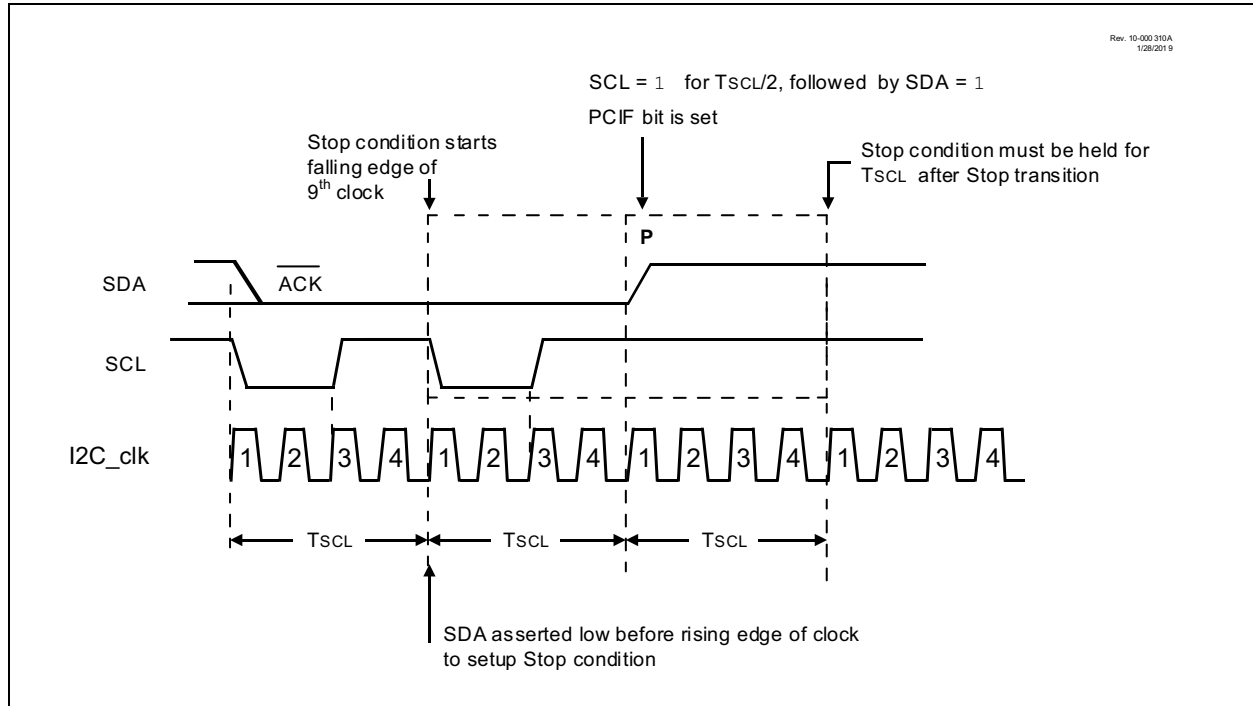 Rev. 10-000 310A
1/28/201 9
SCL = 1 for TSCL/2, followed by SDA = 1
PCIF bit is set
Stop condition starts
falling edge of
9th clock
Stop condition must be held for
TSCL after Stop transition
P
SDA
ACK
SCL
I2C_clk
1 2 3 4 1 2 3 4 1 2 3 4 1 2 3 4
TSCL TSCL TSCL
SDA asserted low before rising edge of clock
to setup Stop condition